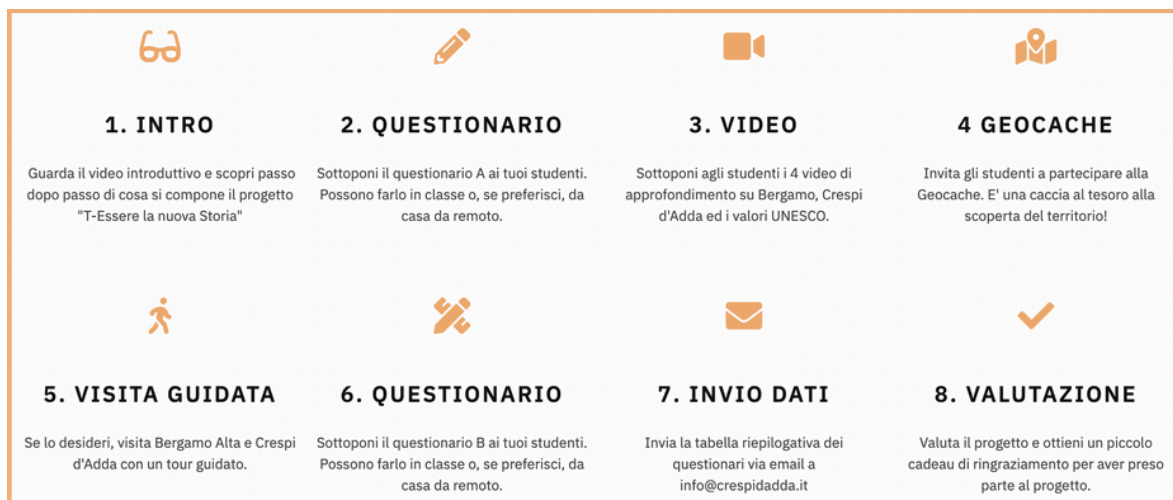 1. INTRO
Guarda il video introduttivo e scopri passo
dopo passo di cosa si compone il progetto
"T-Essere la nuova Storia"
2. QUESTIONARIO
Sottoponi il questionario A ai tuoi studenti.
Possono farlo in classe o, se preferisci, da
casa da remoto.
3. VIDEO
Sottoponi agli studenti i 4 video di
approfondimento su Bergamo, Crespi
d'Adda ed i valori UNESCO.
4 GEOCACHE
Invita gli studenti a partecipare alla
Geocache. E' una caccia al tesoro alla
scoperta del territorio!
5. VISITA GUIDATA
Se lo desideri, visita Bergamo Alta e Crespi
d'Adda con un tour guidato.
6. QUESTIONARIO
Sottoponi il questionario B ai tuoi studenti.
Possono farlo in classe o, se preferisci, da
casa da remoto.
7. INVIO DATI
Invia la tabella riepilogativa dei
questionari via email a
info@crespidadda.it
8. VALUTAZIONE
Valuta il progetto e ottieni un piccolo
cadeau di ringraziamento per aver preso
parte al progetto.